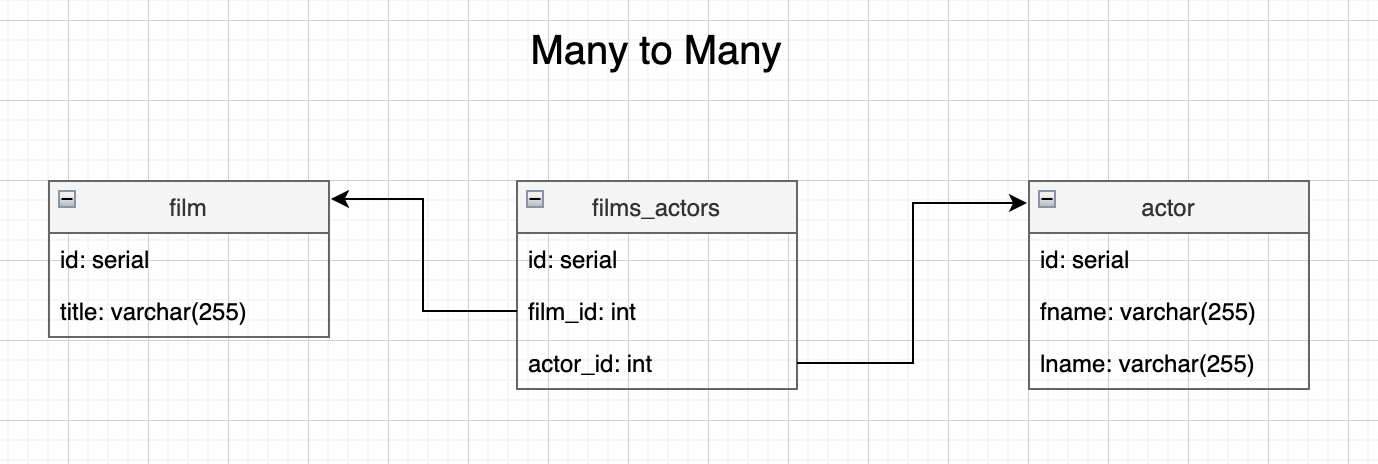 Many to Many
film
id: serial
title: varchar(255)
films_actors
id: serial
film_id: int
actor_id: int
actor
id: serial
fname: varchar(255)
lname: varchar(255)